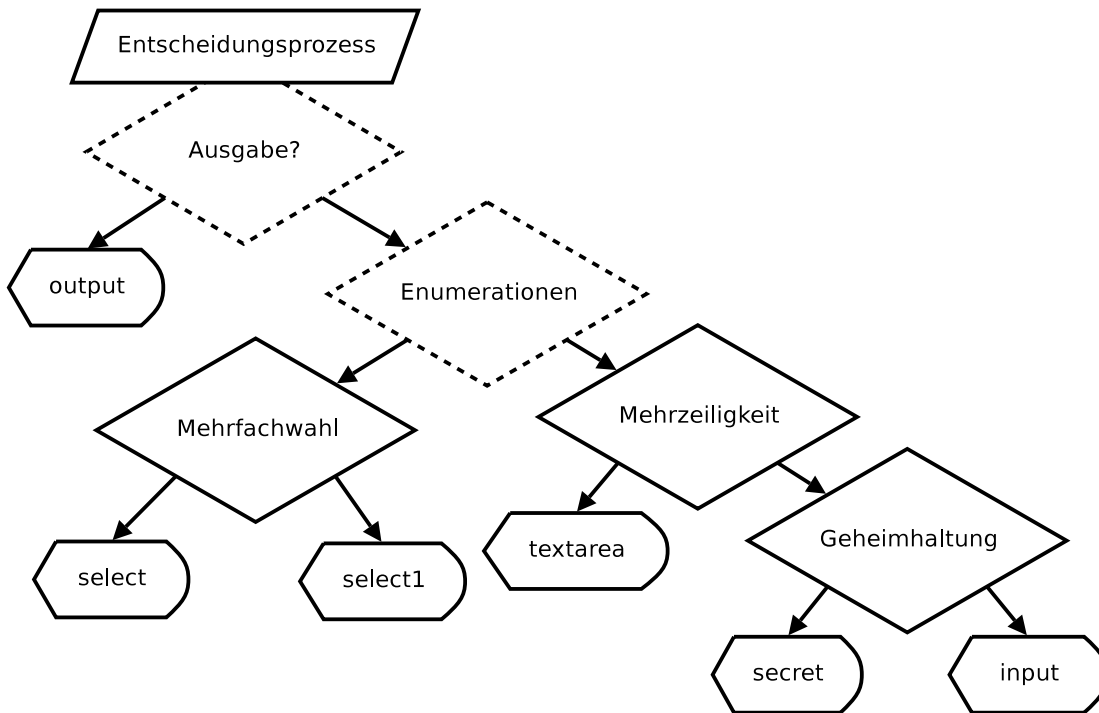 Entscheidungsprozess
Ausgabe?
output
Enumerationen
Mehrfachwahl
Mehrzeiligkeit
select
select1
textarea
Geheimhaltung
secret
input